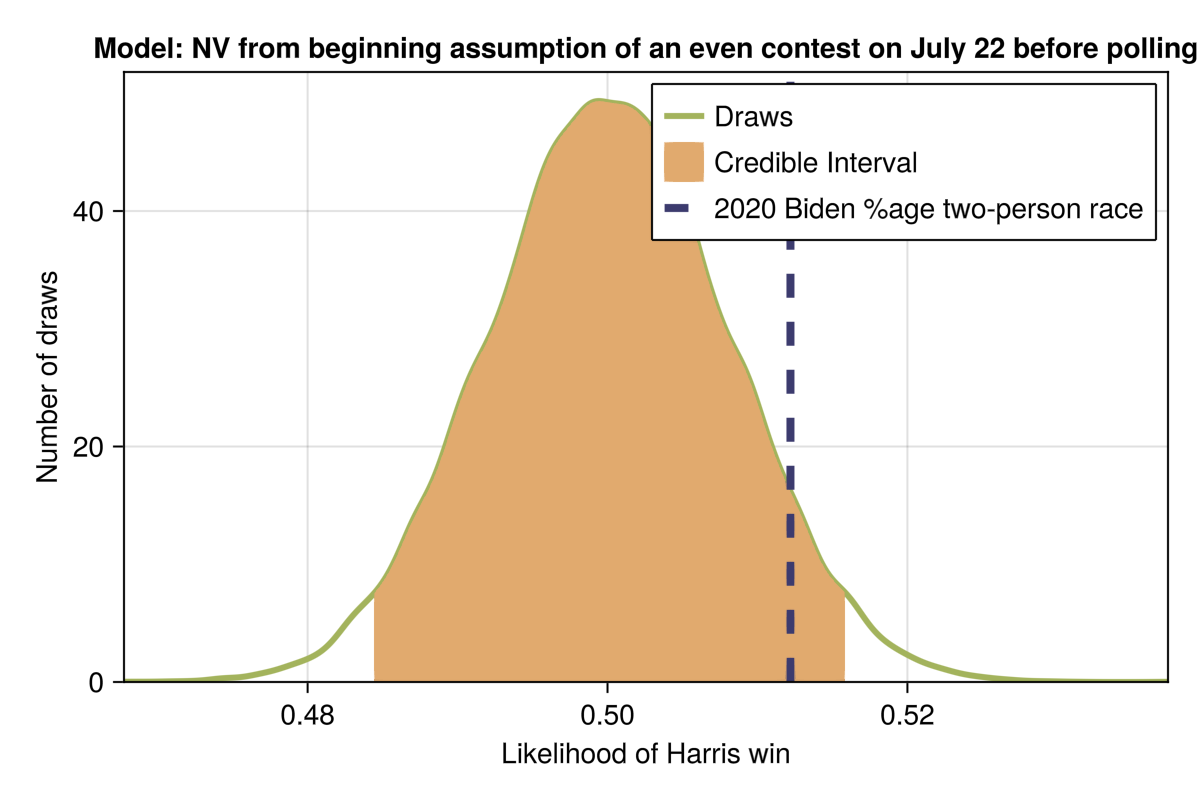 Model: NV from beginning assumption of an even contest on July 22 before polling
Draws
Credible Interval
2020 Biden %age two-person race
Number of draws
40
20
0
0.48
0.50
0.52
Likelihood of Harris win